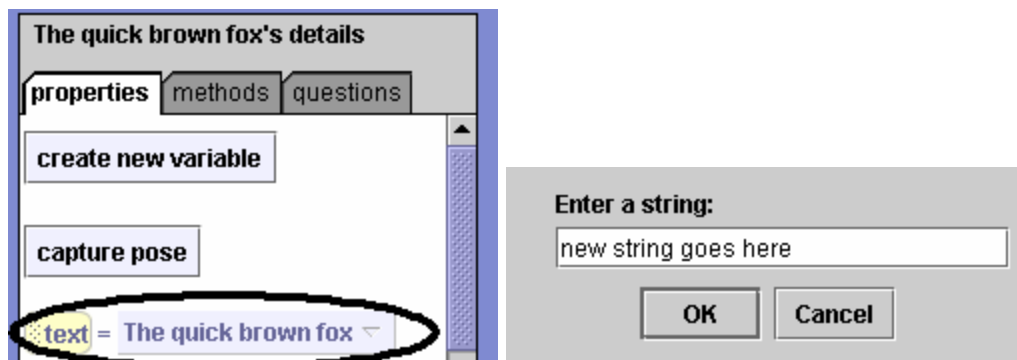 The quick brown fox's details
properties methods questions
create new variable
capture pose
text = The quick brown fox
Enter a string:
new string goes here
OK Cancel